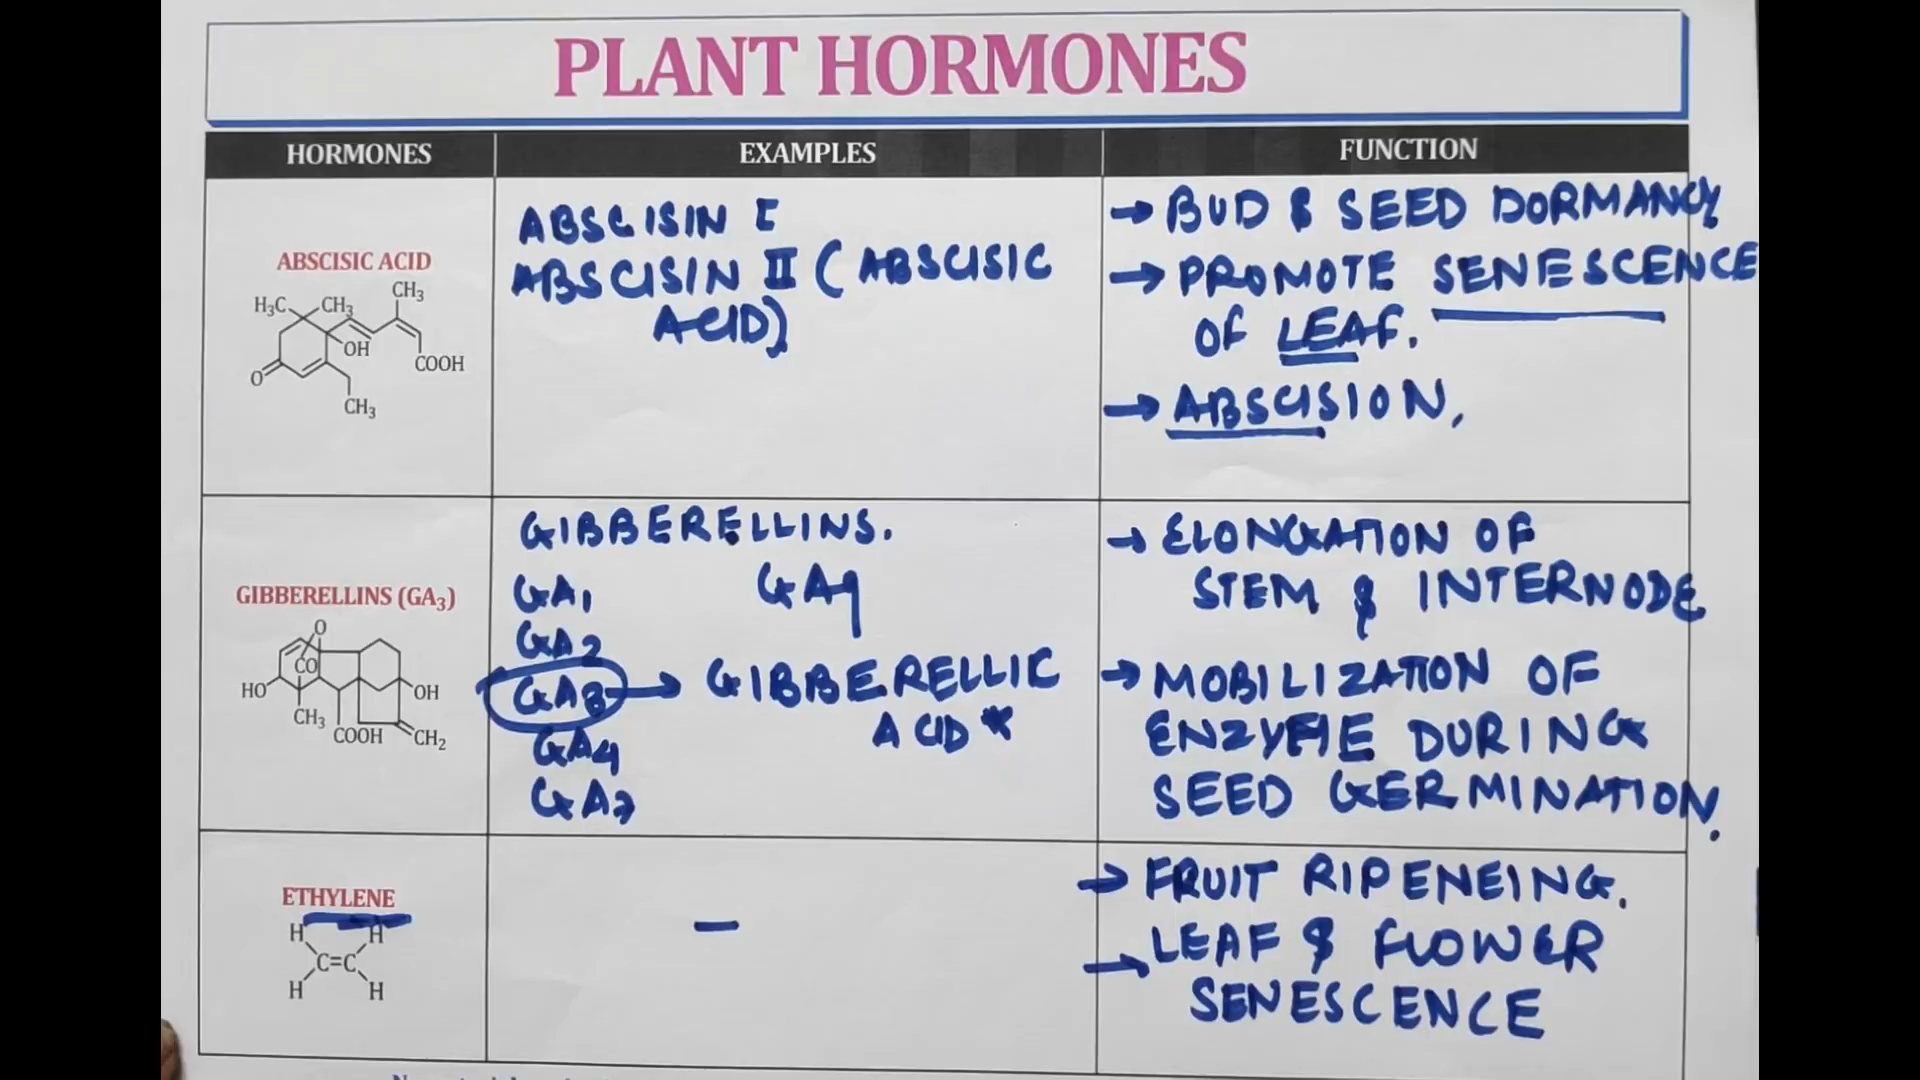 PLANT HORMONES
HORMONES
EXAMPLES
FUNCTION
ABSCISIC ACID
H₃C
CH₃
CH₃
OH
COOH
O
CH₃
ABSCISIN I
ABSCISIN II (ABSCISIC
ACID)
→ BUD & SEED DORMANCY
→ PROMOTE SENESCENCE
OF LEAF.
→ ABSCISION,
GIBBERELLINS (GA₃)
O
CO
HO
OH
CH₃
COOH
CH₂
GIBBERELLINS.
GA₁
GA₂
GA₃ → GIBBERELLIC
ACID *
GA₄
GA₇
GA₉
→ ELONGATION OF
STEM & INTERNODE
→ MOBILIZATION OF
ENZYME DURING
SEED GERMINATION.
ETHYLENE
H H
C=C
H H
–
→ FRUIT RIPENEING.
→ LEAF & FLOWER
SENESCENCE